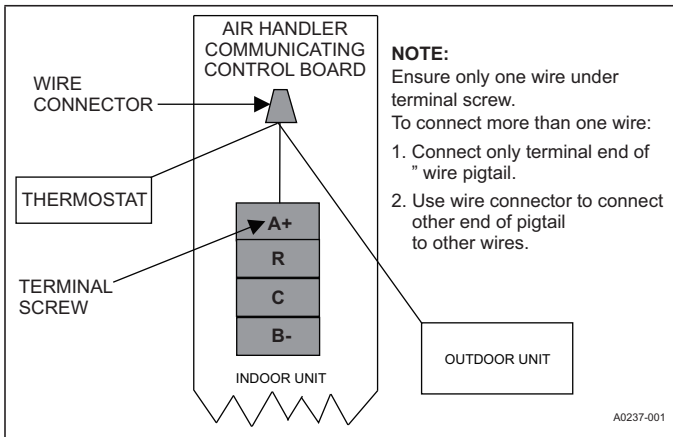 AIR HANDLER
COMMUNICATING
CONTROL BOARD
WIRE
CONNECTOR
THERMOSTAT
TERMINAL
SCREW
A+
R
C
B-
INDOOR UNIT
NOTE:
Ensure only one wire under
terminal screw.
To connect more than one wire:
1. Connect only terminal end of
” wire pigtail.
2. Use wire connector to connect
other end of pigtail
to other wires.
OUTDOOR UNIT
A0237-001